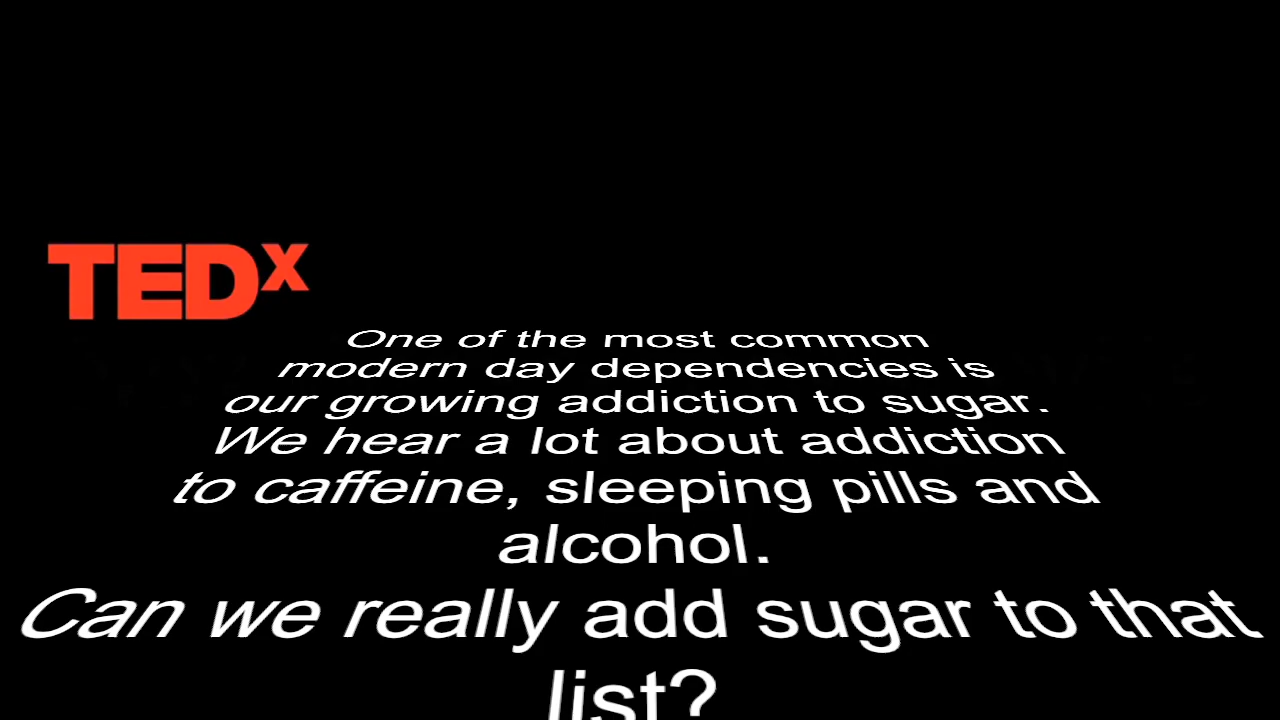 TEDx
One of the most common
modern day dependencies is
our growing addiction to sugar.
We hear a lot about addiction
to caffeine, sleeping pills and
alcohol.
Can we really add sugar to that
list?